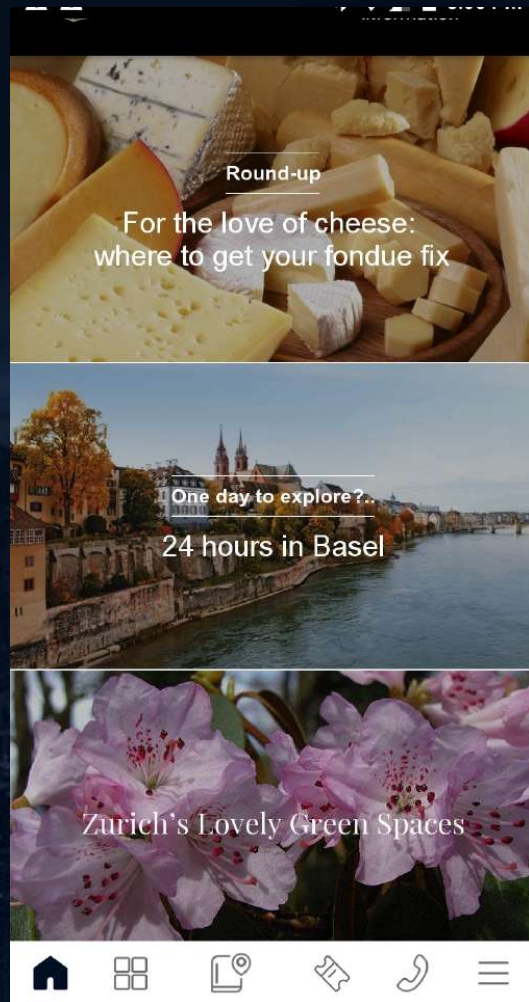 Round-up
For the love of cheese:
where to get your fondue fix
One day to explore?..
24 hours in Basel
Zurich's Lovely Green Spaces